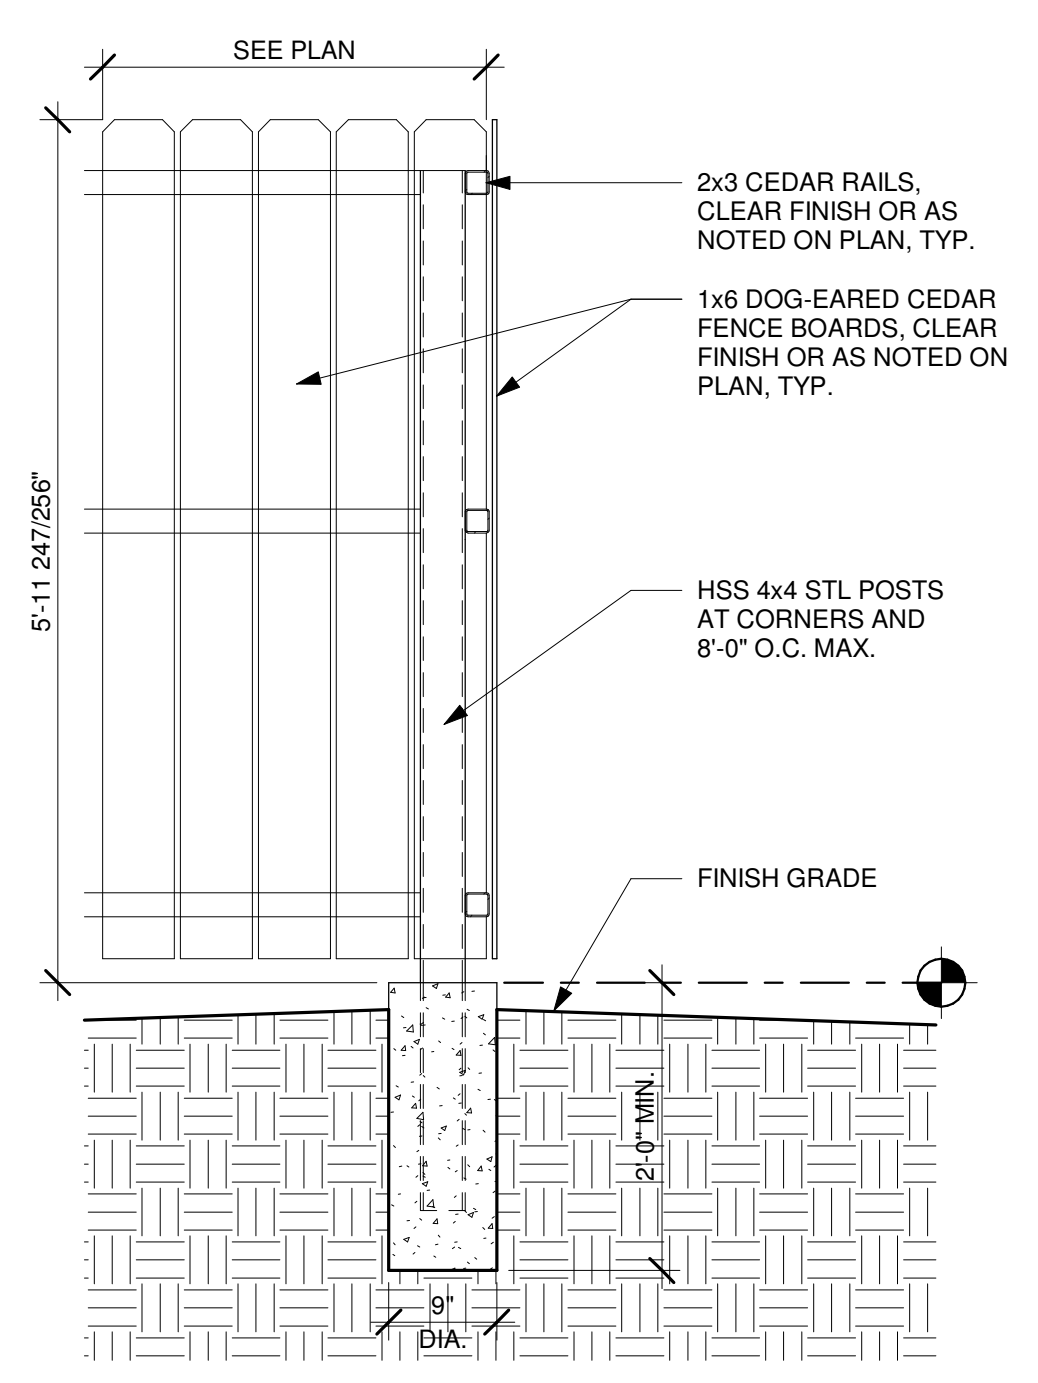 SEE PLAN
2x3 CEDAR RAILS,
CLEAR FINISH OR AS
NOTED ON PLAN, TYP.
1x6 DOG-EARED CEDAR
FENCE BOARDS, CLEAR
FINISH OR AS NOTED ON
PLAN, TYP.
5'-11 247/256"
HSS 4x4 STL POSTS
AT CORNERS AND
8'-0" O.C. MAX.
FINISH GRADE
2'-0" MIN.
9"
DIA.